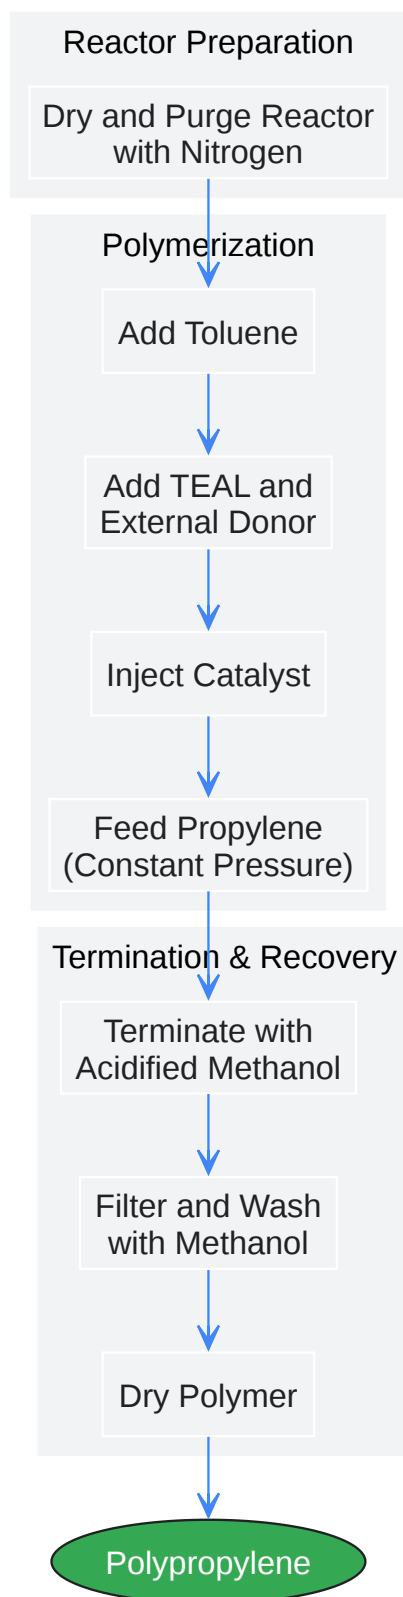 Reactor Preparation
Dry and Purge Reactor
with Nitrogen
Polymerization
Add Toluene
Add TEAL and
External Donor
Inject Catalyst
Feed Propylene
(Constant Pressure)
Termination & Recovery
Terminate with
Acidified Methanol
Filter and Wash
with Methanol
Dry Polymer
Polypropylene